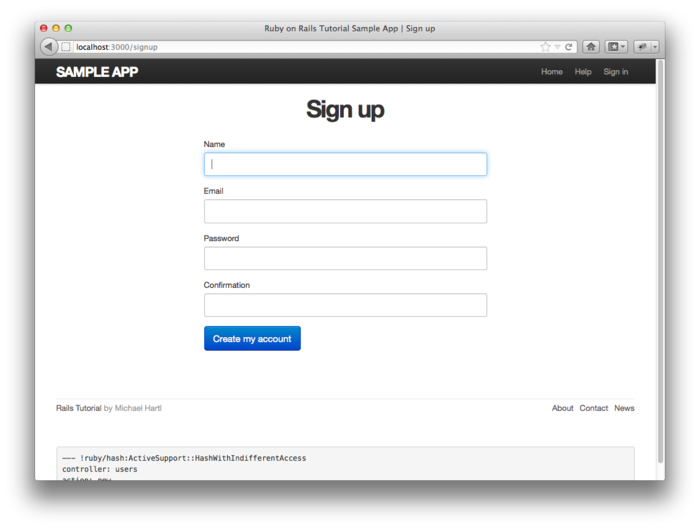 Ruby on Rails Tutorial Sample App | Sign up
localhost:3000/signup
SAMPLE APP Home Help Sign in
Sign up
Name
Email
Password
Confirmation
Create my account
Rails Tutorial by Michael Hartl About Contact News
--- !ruby/hash:ActiveSupport::HashWithIndifferentAccess
controller: users
action: new